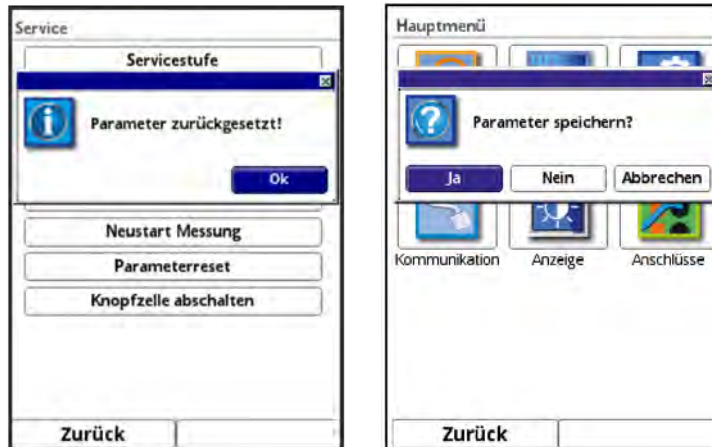 Service
Servicestufe
Parameter zurückgesetzt!
Ok
Neustart Messung
Parameterreset
Knopfzelle abschalten
Zurück
Hauptmenü
Parameter speichern?
Ja Nein Abbrechen
Kommunikation Anzeige Anschlüsse
Zurück